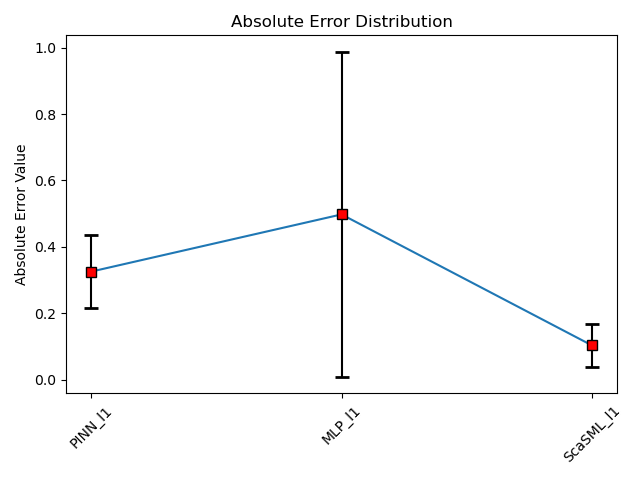 Absolute Error Distribution
Absolute Error Value
1.0
0.8
0.6
0.4
0.2
0.0
PINN_l1
MLP_l1
ScaSML_l1